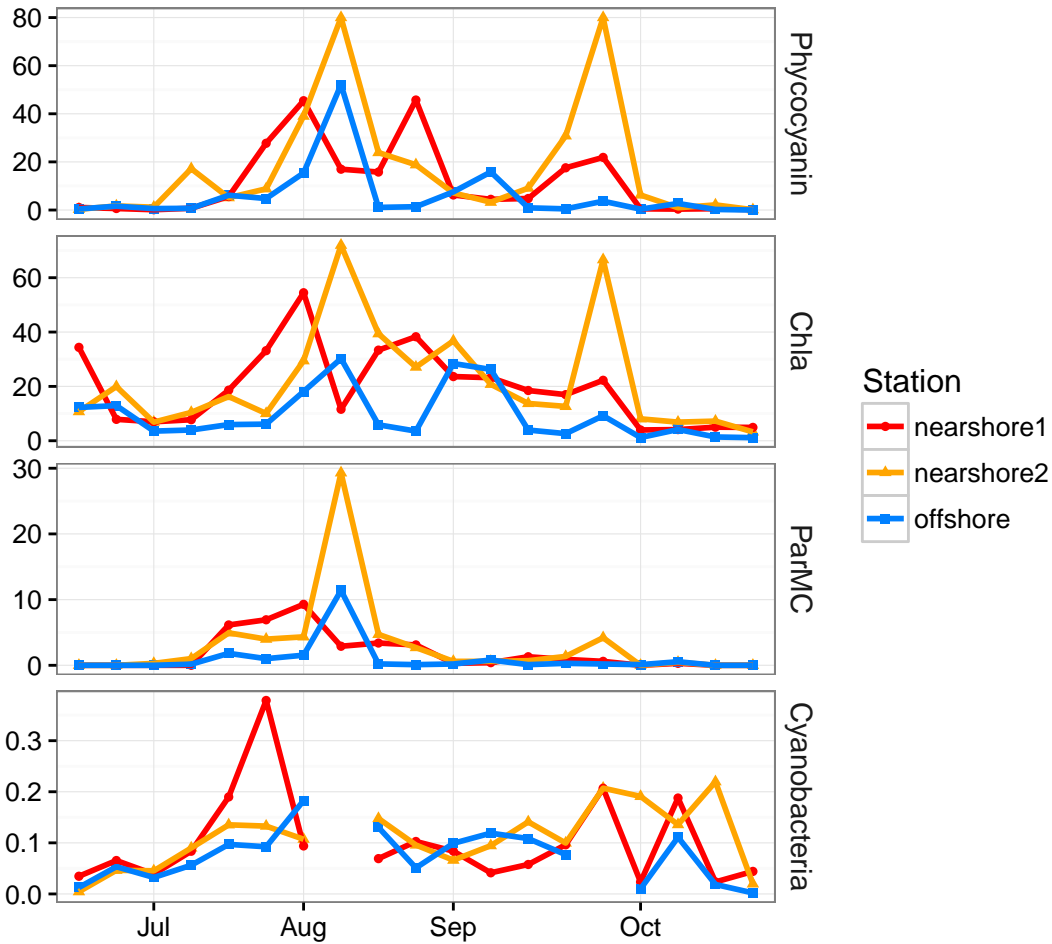 80
60
40
20
0
Phycocyanin
60
40
20
0
Chla
30
20
10
0
ParMC
0.3
0.2
0.1
0.0
Cyanobacteria
Jul Aug Sep Oct
Station
nearshore1
nearshore2
offshore